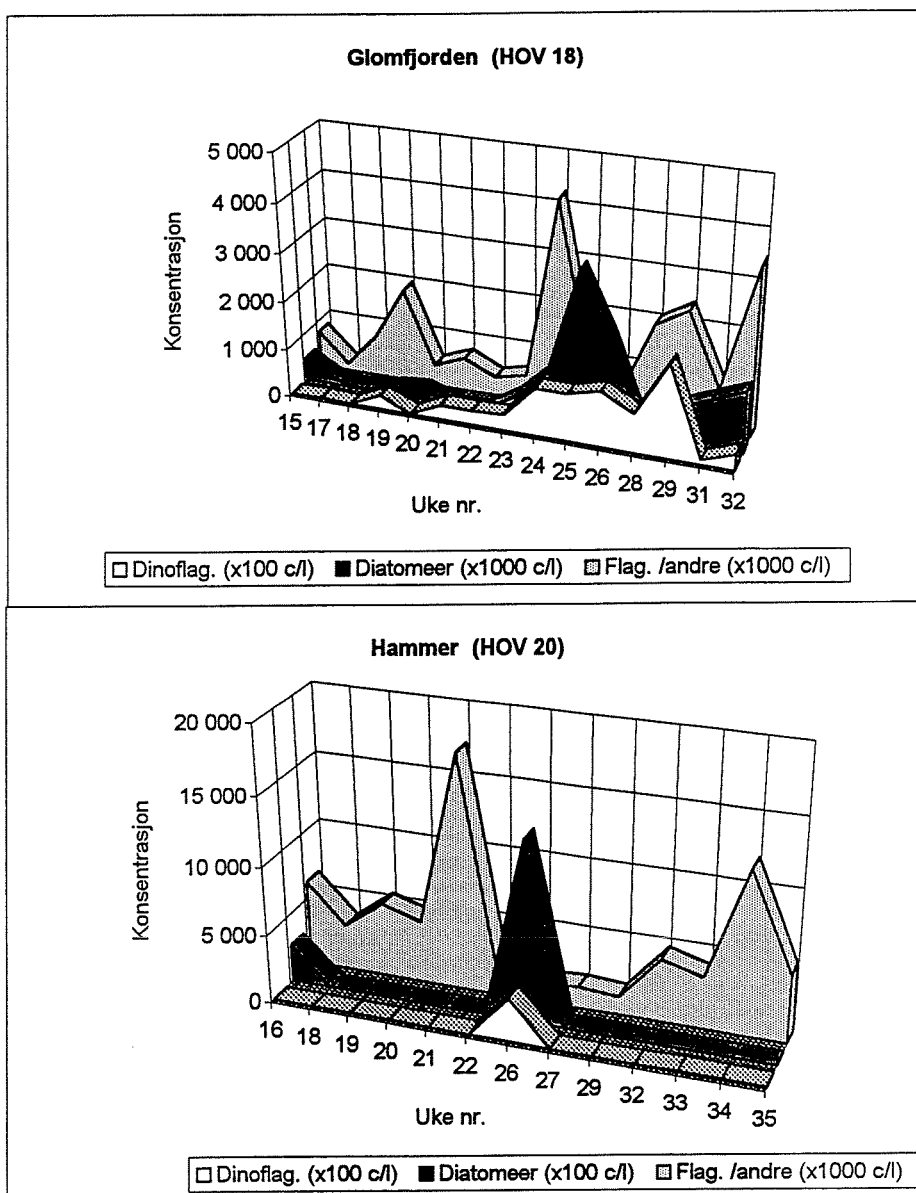 Glomfjorden (HOV 18)
5 000
4 000
3 000
2 000
1 000
0
Konsentrasjon
15 17 18 19 20 21 22 23 24 25 26 28 29 31 32
Uke nr.
Dinoflag. (x100 c/l) Diatomeer (x1000 c/l) Flag. /andre (x1000 c/l)
Hammer (HOV 20)
20 000
15 000
10 000
5 000
0
Konsentrasjon
16 18 19 20 21 22 26 27 29 32 33 34 35
Uke nr.
Dinoflag. (x100 c/l) Diatomeer (x100 c/l) Flag. /andre (x1000 c/l)